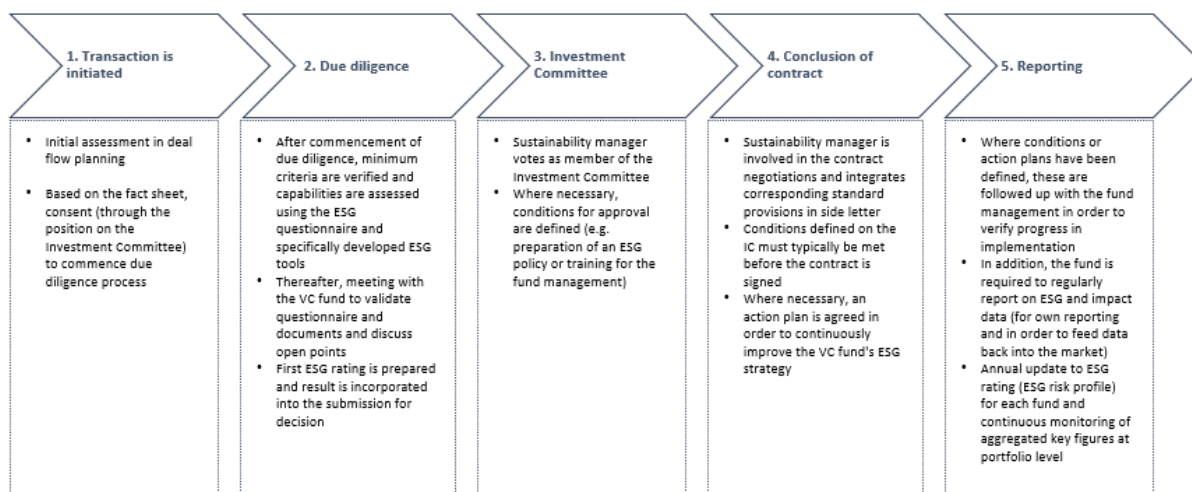 1. Transaction is
initiated
2. Due diligence
3. Investment
Committee
4. Conclusion of
contract
5. Reporting
• Initial assessment in deal
flow planning
• Based on the fact sheet,
consent (through the
position on the
Investment Committee)
to commence due
diligence process
• After commencement of
due diligence, minimum
criteria are verified and
capabilities are assessed
using the ESG
questionnaire and
specifically developed ESG
tools
• Thereafter, meeting with
the VC fund to validate
questionnaire and
documents and discuss
open points
• First ESG rating is prepared
and result is incorporated
into the submission for
decision
• Sustainability manager
votes as member of the
Investment Committee
• Where necessary,
conditions for approval
are defined (e.g.
preparation of an ESG
policy or training for the
fund management)
• Sustainability manager is
involved in the contract
negotiations and integrates
corresponding standard
provisions in side letter
• Conditions defined on the
IC must typically be met
before the contract is
signed
• Where necessary, an
action plan is agreed in
order to continuously
improve the VC fund's ESG
strategy
• Where conditions or
action plans have been
defined, these are
followed up with the fund
management in order to
verify progress in
implementation
• In addition, the fund is
required to regularly
report on ESG and impact
data (for own reporting
and in order to feed data
back into the market)
• Annual update to ESG
rating (ESG risk profile)
for each fund and
continuous monitoring of
aggregated key figures at
portfolio level